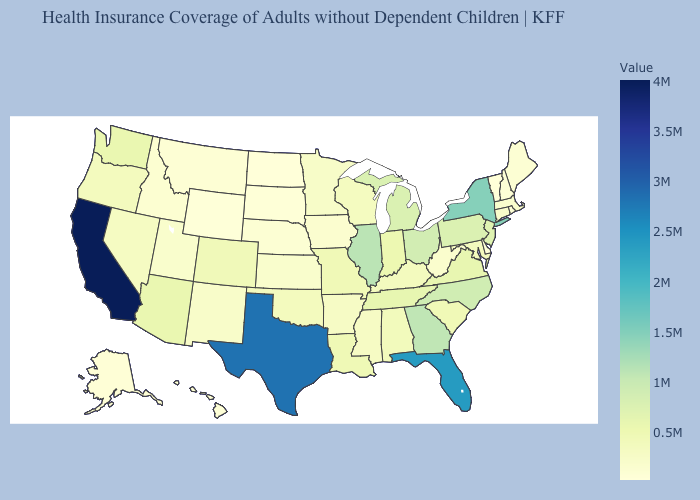 Health Insurance Coverage of Adults without Dependent Children | KFF
Value
4M
3.5M
3M
2.5M
2M
1.5M
1M
0.5M